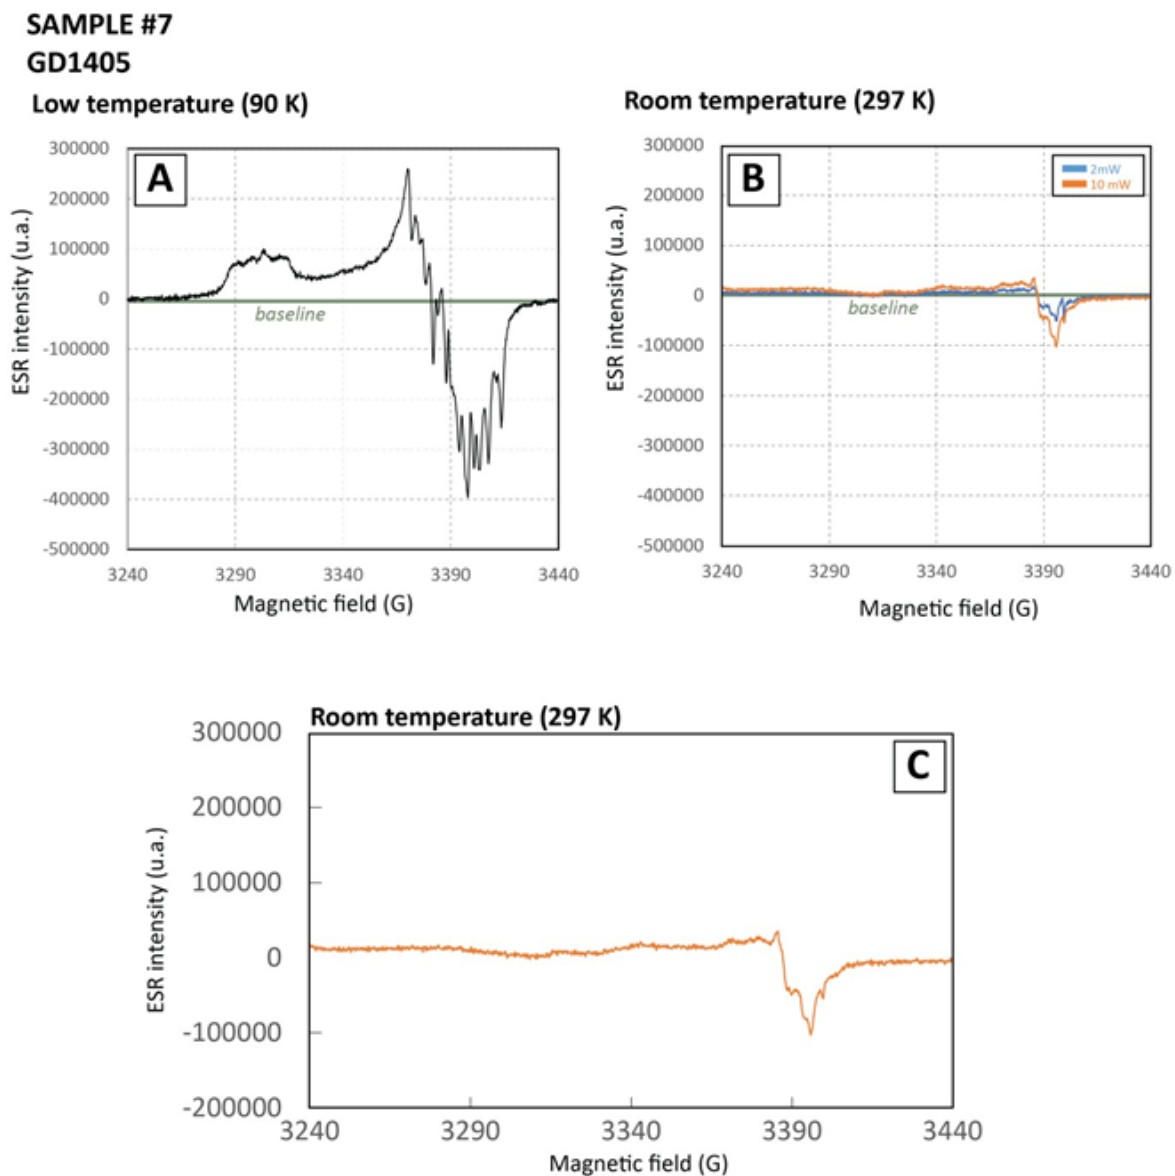 SAMPLE #7
GD1405
Low temperature (90 K)
A
300000
200000
100000
0
-100000
-200000
-300000
-400000
-500000
ESR intensity (u.a.)
baseline
3240 3290 3340 3390 3440
Magnetic field (G)
Room temperature (297 K)
B
2mW
10 mW
300000
200000
100000
0
-100000
-200000
-300000
-400000
-500000
ESR intensity (u.a.)
baseline
3240 3290 3340 3390 3440
Magnetic field (G)
Room temperature (297 K)
C
300000
200000
100000
0
-100000
-200000
ESR intensity (u.a.)
3240 3290 3340 3390 3440
Magnetic field (G)